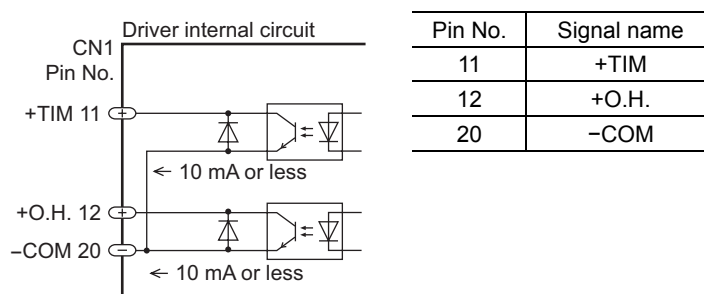 Driver internal circuit
CN1
Pin No.
+TIM 11
← 10 mA or less
+O.H. 12
−COM 20
← 10 mA or less
Pin No. Signal name
11 +TIM
12 +O.H.
20 −COM